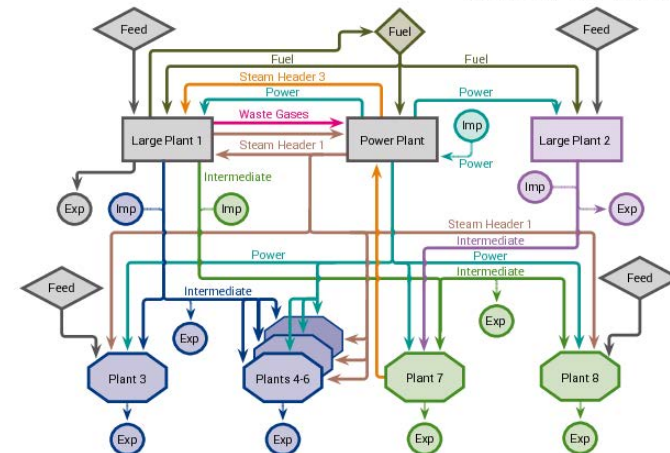 Feed
Fuel
Feed
Fuel
Fuel
Steam Header 3
Power
Power
Waste Gases
Imp
Large Plant 1
Power Plant
Large Plant 2
Steam Header 1
Power
Intermediate
Imp
Exp
Imp
Imp
Exp
Steam Header 1
Intermediate
Power
Power
Intermediate
Feed
Feed
Intermediate
Exp
Exp
Plant 3
Plants 4-6
Plant 7
Plant 8
Exp
Exp
Exp
Exp